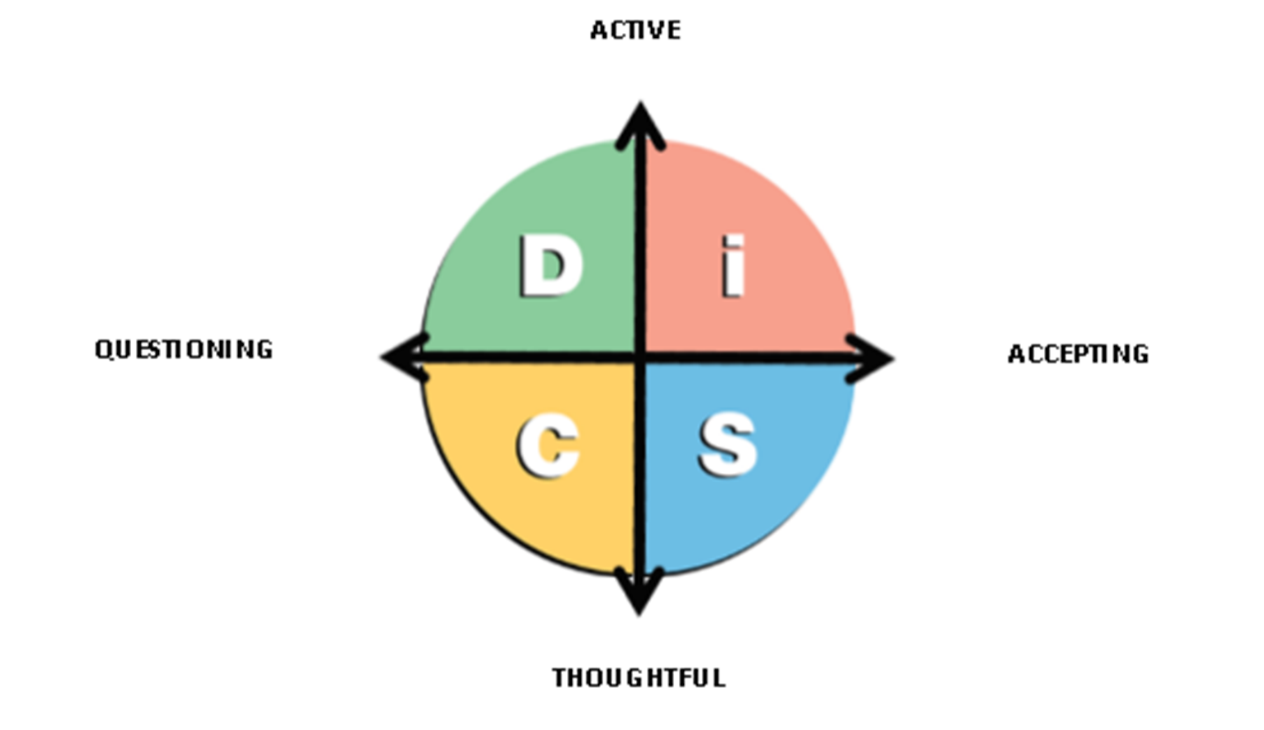 ACTIVE
D i
QUESTIONING
ACCEPTING
C S
THOUGHTFUL